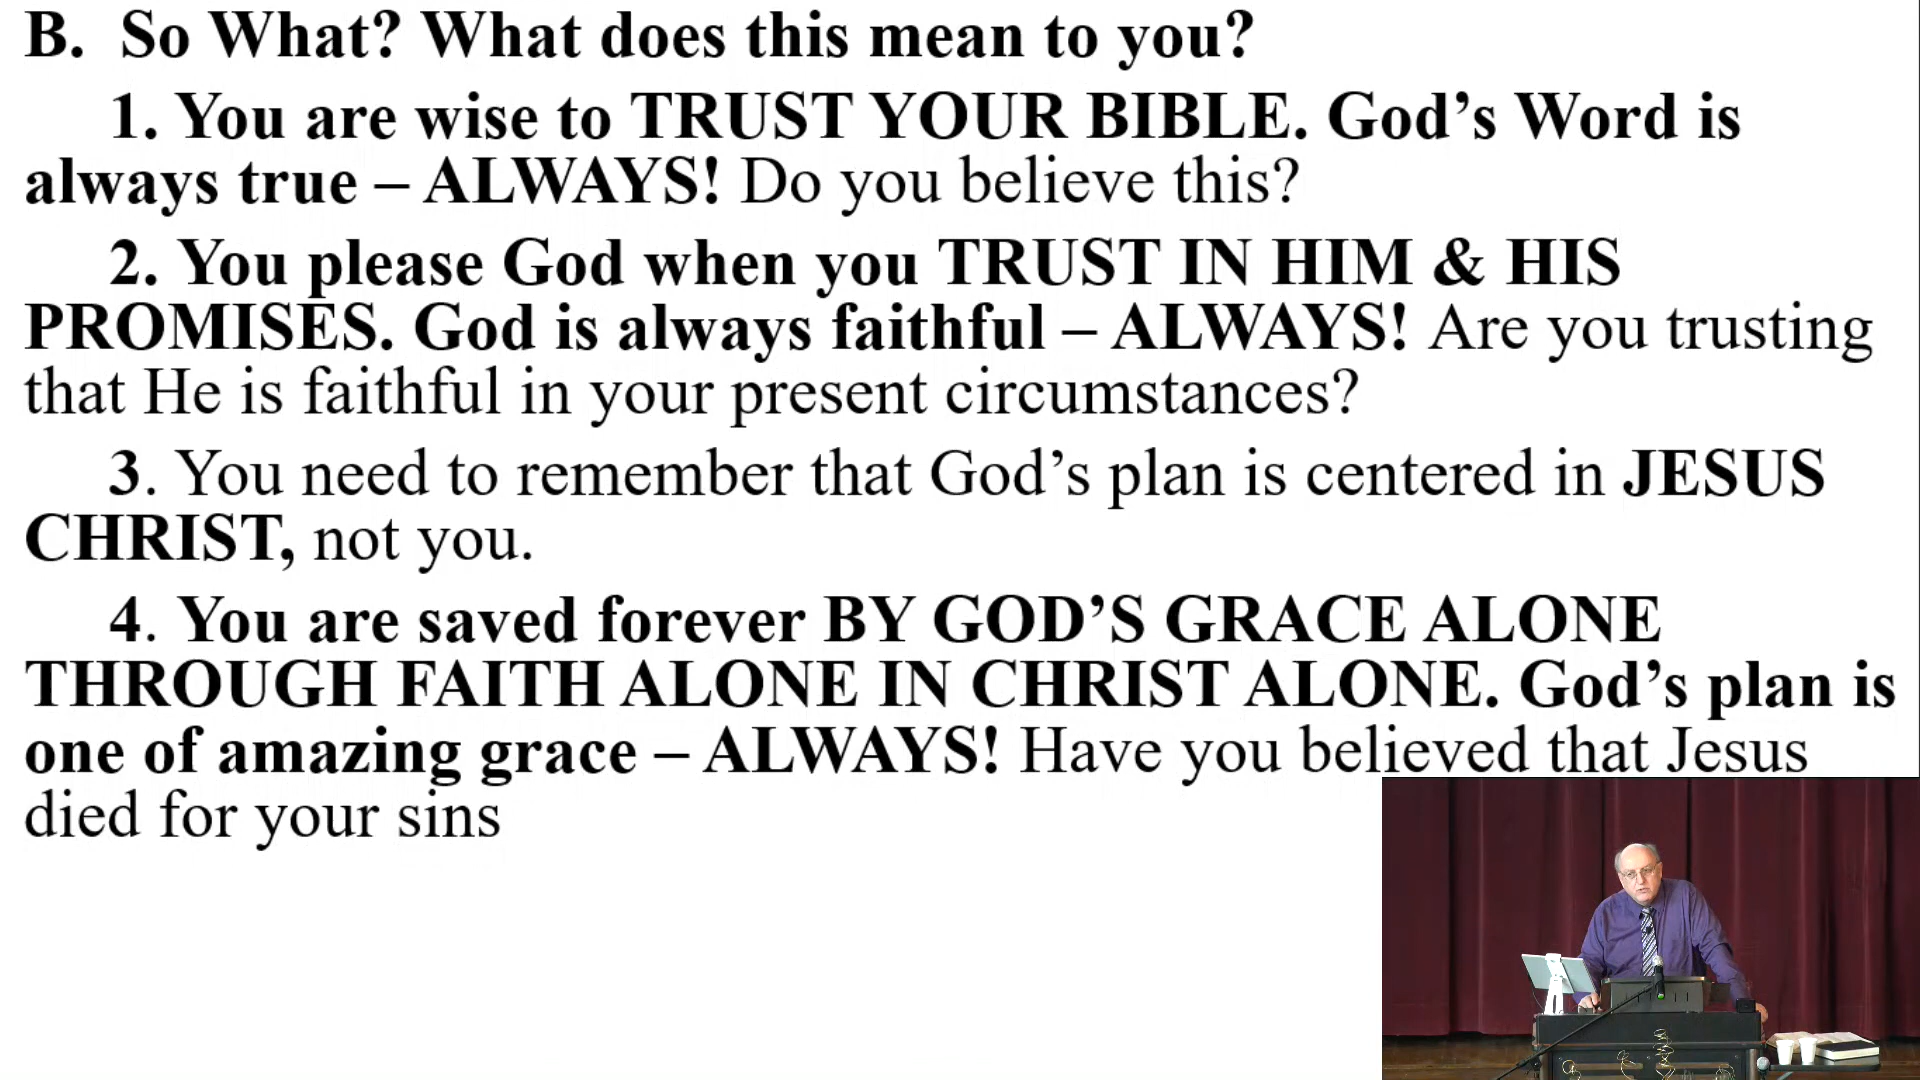 B. So What? What does this mean to you?
1. You are wise to TRUST YOUR BIBLE. God’s Word is
always true – ALWAYS! Do you believe this?
2. You please God when you TRUST IN HIM & HIS
PROMISES. God is always faithful – ALWAYS! Are you trusting
that He is faithful in your present circumstances?
3. You need to remember that God’s plan is centered in JESUS
CHRIST, not you.
4. You are saved forever BY GOD’S GRACE ALONE
THROUGH FAITH ALONE IN CHRIST ALONE. God’s plan is
one of amazing grace – ALWAYS! Have you believed that Jesus
died for your sins